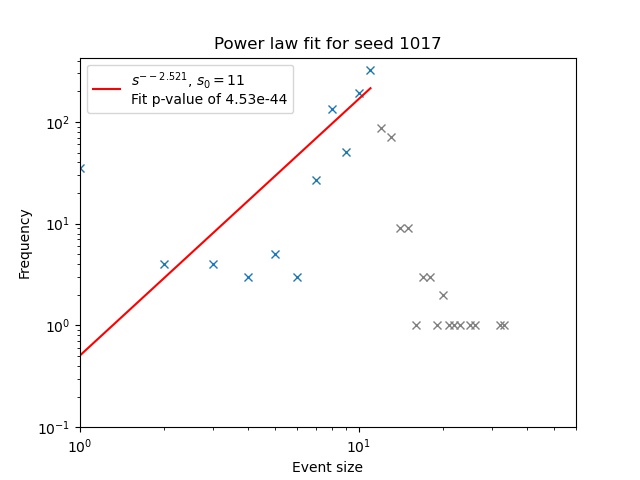 Power law fit for seed 1017
s^{--2.521}, s_0 = 11
Fit p-value of 4.53e-44
Frequency
10^2
10^1
10^0
10^{-1}
10^0
10^1
Event size